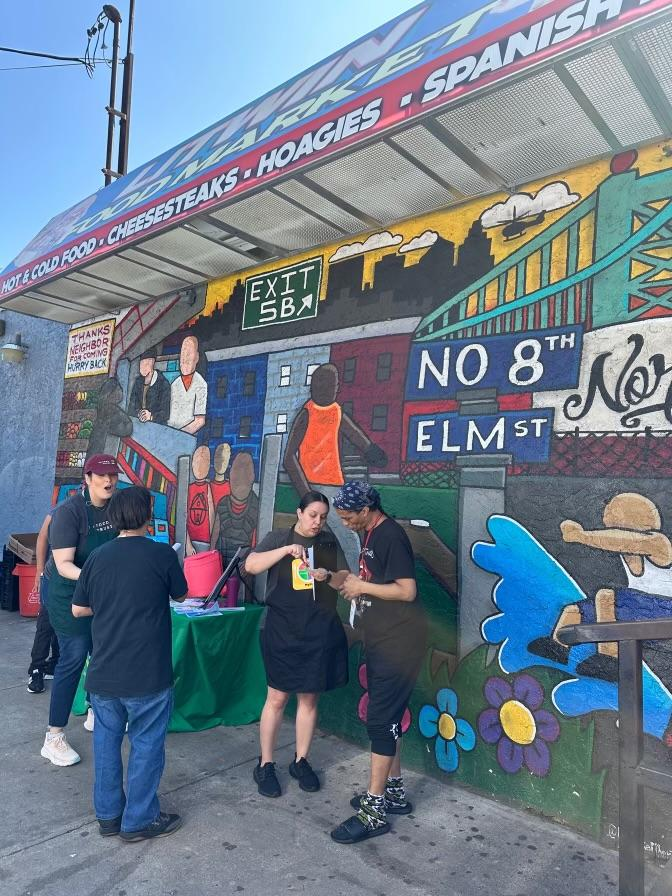 LITWIN
FOOD MARKET
HOT & COLD FOOD • CHEESESTEAKS • HOAGIES • SPANISH
EXIT
5B
THANKS
NEIGHBOR
FOR COMING
HURRY BACK
NO 8TH
ELM ST